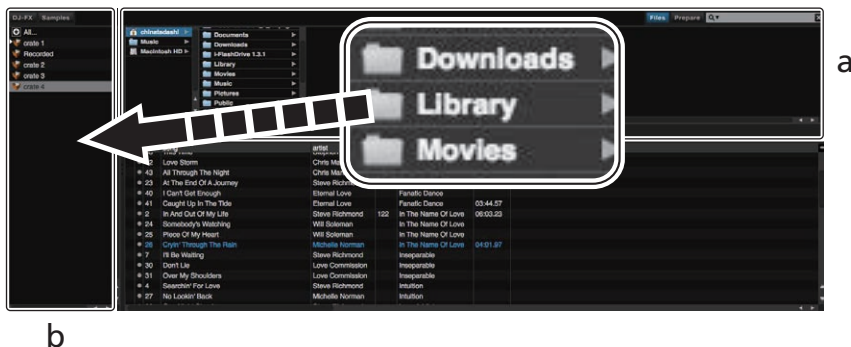 DJ-FX Samples
Files Prepare
All...
crate 1
Recorded
crate 2
crate 3
crate 4
chinatadashi
Music
Macintosh HD
Documents
Downloads
i-FlashDrive 1.3.1
Library
Movies
Music
Pictures
Public
Downloads
Library
Movies
a
song artist
Love Storm Chris Ma
43 All Through The Night Chris Ma
23 At The End Of A Journey Steve Richmond
40 I Can't Get Enough Eternal Love Fanatic Dance
41 Caught Up In The Tide Eternal Love Fanatic Dance 03:44.57
2 In And Out Of My Life Steve Richmond 122 In The Name Of Love 06:03.23
24 Somebody's Watching Will Soleman In The Name Of Love
25 Piece Of My Heart Will Soleman In The Name Of Love
26 Cryin' Through The Rain Michelle Norman In The Name Of Love 04:01.97
7 I'll Be Waiting Steve Richmond Inseparable
30 Don't Lie Love Commission Inseparable
31 Over My Shoulders Love Commission Inseparable
4 Searchin' For Love Steve Richmond Intuition
27 No Lookin' Back Michelle Norman Intuition
b